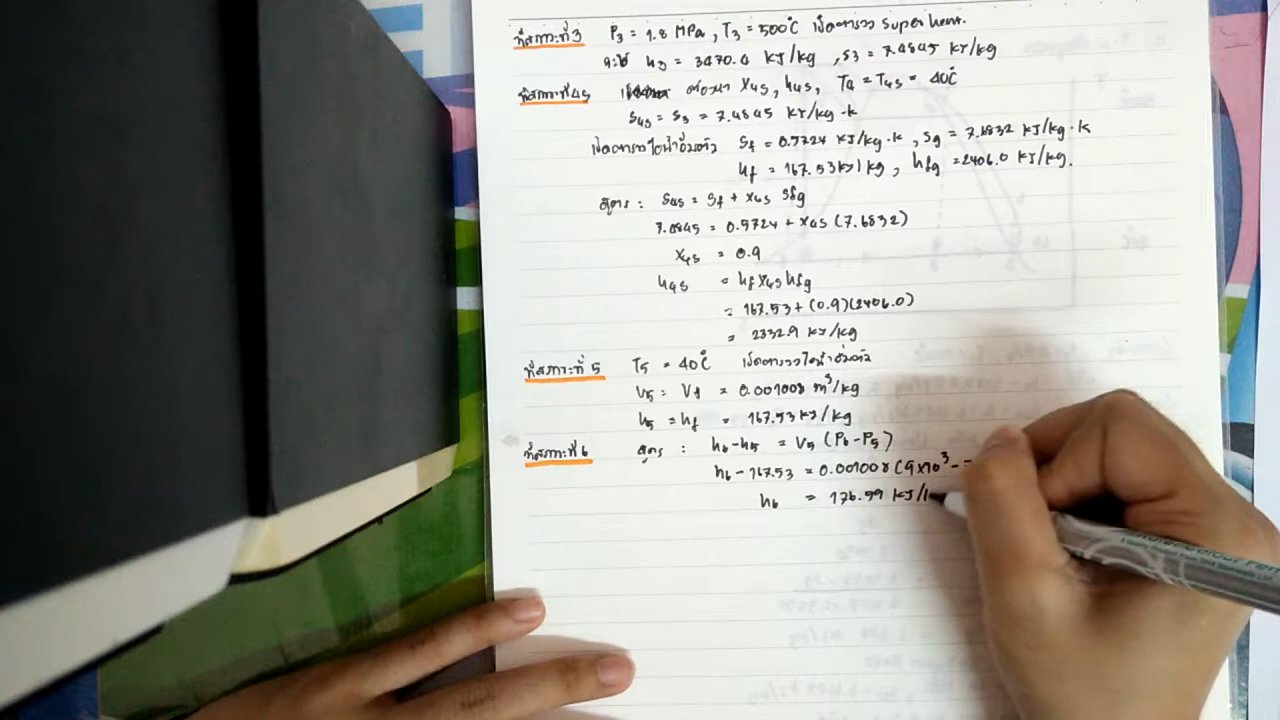 ที่สภาวะที่3 P3 = 1.8 MPa, T3 = 500°C เปิดตาราง Super heat.
จะได้ h3 = 3470.4 kJ/kg , s3 = 7.4845 kJ/kg
ที่สภาวะที่4s ต้องหา x4s, h4s, T4 = T4s = 40°C
s4s = s3 = 7.4845 kJ/kg·k
เปิดตารางไอน้ำอิ่มตัว sf = 0.5724 kJ/kg·k , sg = 7.6832 kJ/kg·k
hf = 167.53 kJ/kg , hfg = 2406.0 kJ/kg.
สูตร : s4s = sf + x4s sfg
7.4845 = 0.5724 + x4s (7.6832)
x4s = 0.9
h4s = hf x4s hfg
= 167.53 + (0.9)(2406.0)
= 2332.9 kJ/kg
ที่สภาวะที่ 5 T5 = 40°C เปิดตารางไอน้ำอิ่มตัว
v5 = vf = 0.001008 m³/kg
h5 = hf = 167.53 kJ/kg
ที่สภาวะที่ 6 สูตร : h6 - h5 = v5 (P6 - P5)
h6 - 167.53 = 0.001008 (9x10³ -
h6 = 176.59 kJ/